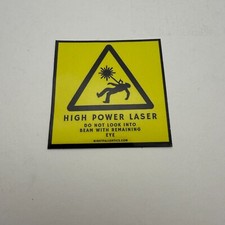 HIGH POWER LASER
DO NOT LOOK INTO
BEAM WITH REMAINING
EYE